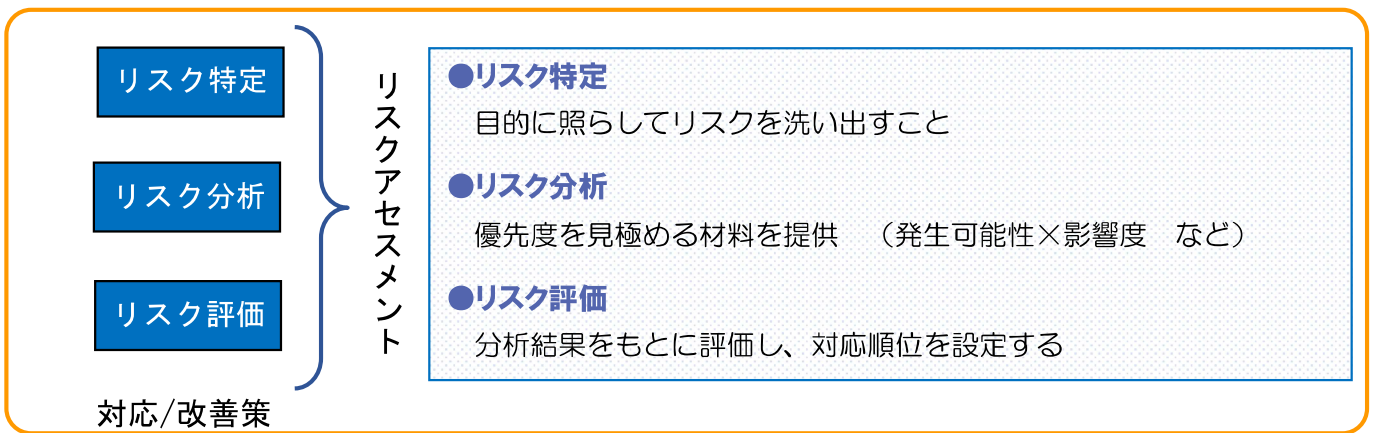 リスク特定
リスク分析
リスク評価
対応/改善策
リスクアセスメント
●リスク特定
目的に照らしてリスクを洗い出すこと
●リスク分析
優先度を見極める材料を提供　（発生可能性×影響度　など）
●リスク評価
分析結果をもとに評価し、対応順位を設定する